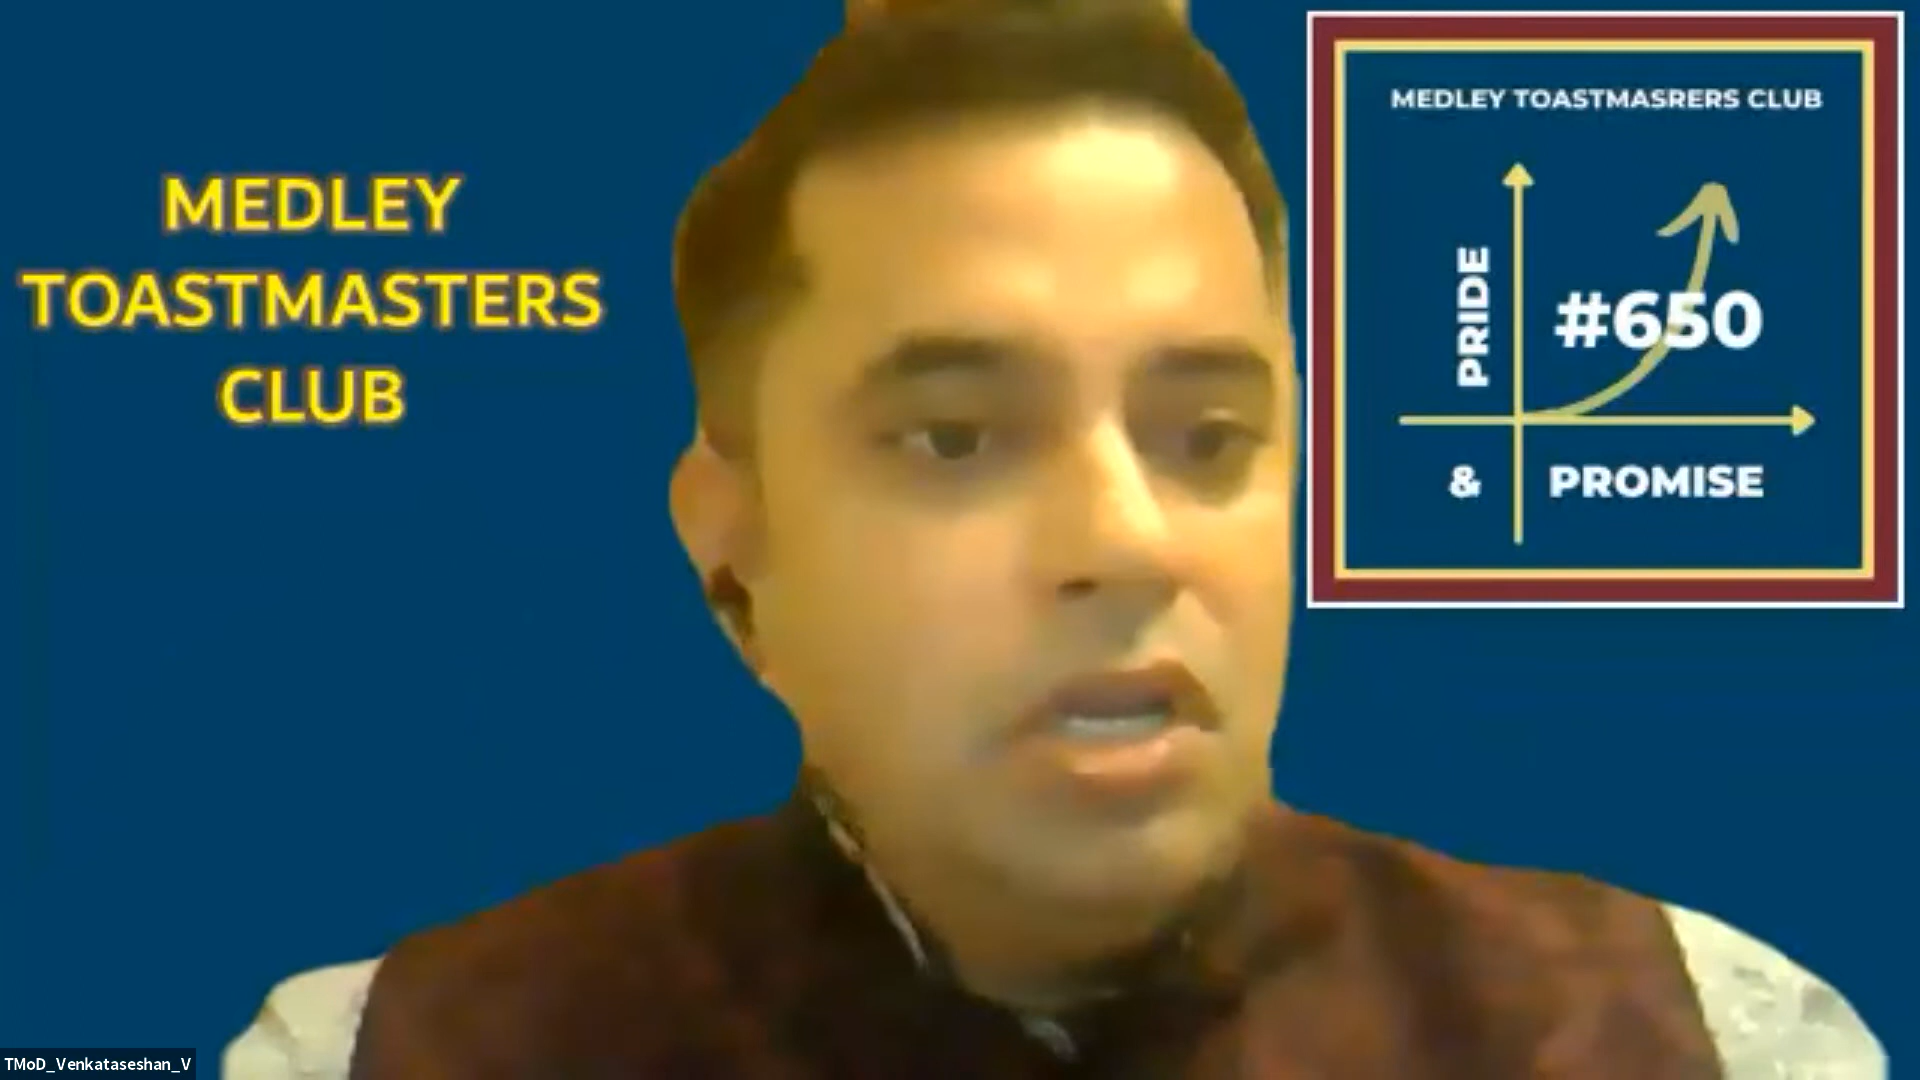 MEDLEY
TOASTMASTERS
CLUB
MEDLEY TOASTMASRERS CLUB
PRIDE
#650
& PROMISE
TMoD_Venkataseshan_V